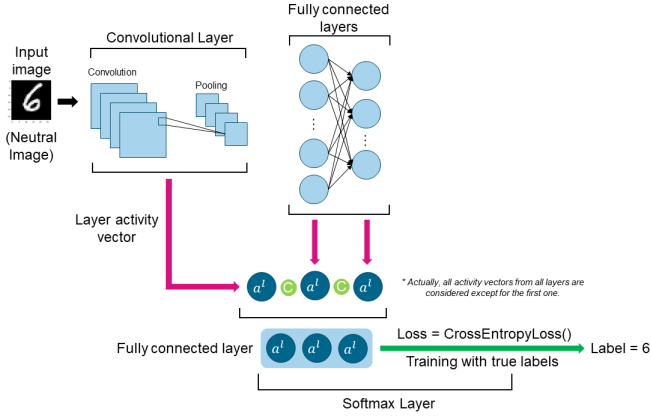 Fully connected
layers
Convolutional Layer
Input
image
Convolution
Pooling
6
(Neutral
Image)
Layer activity
vector
a^l C a^l C a^l
* Actually, all activity vectors from all layers are
considered except for the first one.
Fully connected layer
a^l a^l a^l
Loss = CrossEntropyLoss()
Training with true labels
Label = 6
Softmax Layer